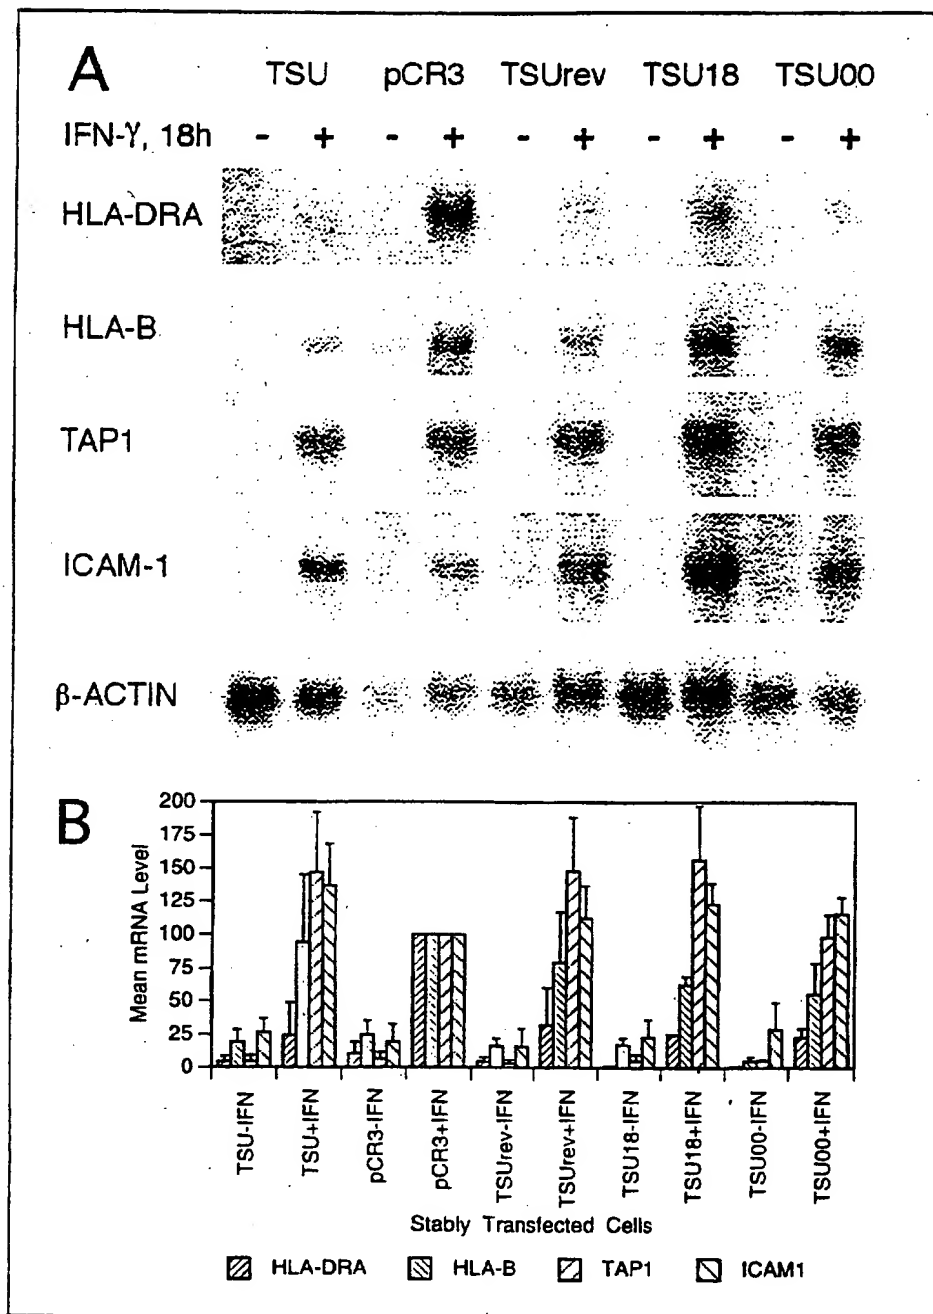 A
TSU pCR3 TSUrev TSU18 TSU00
IFN-γ, 18h - + - + - + - + - +
HLA-DRA
HLA-B
TAP1
ICAM-1
β-ACTIN
B
200
175
150
125
100
75
50
25
0
Mean mRNA Level
TSU-IFN
TSU+IFN
pCR3-IFN
pCR3+IFN
TSUrev-IFN
TSUrev+IFN
TSU18-IFN
TSU18+IFN
TSU00-IFN
TSU00+IFN
Stably Transfected Cells
HLA-DRA HLA-B TAP1 ICAM1